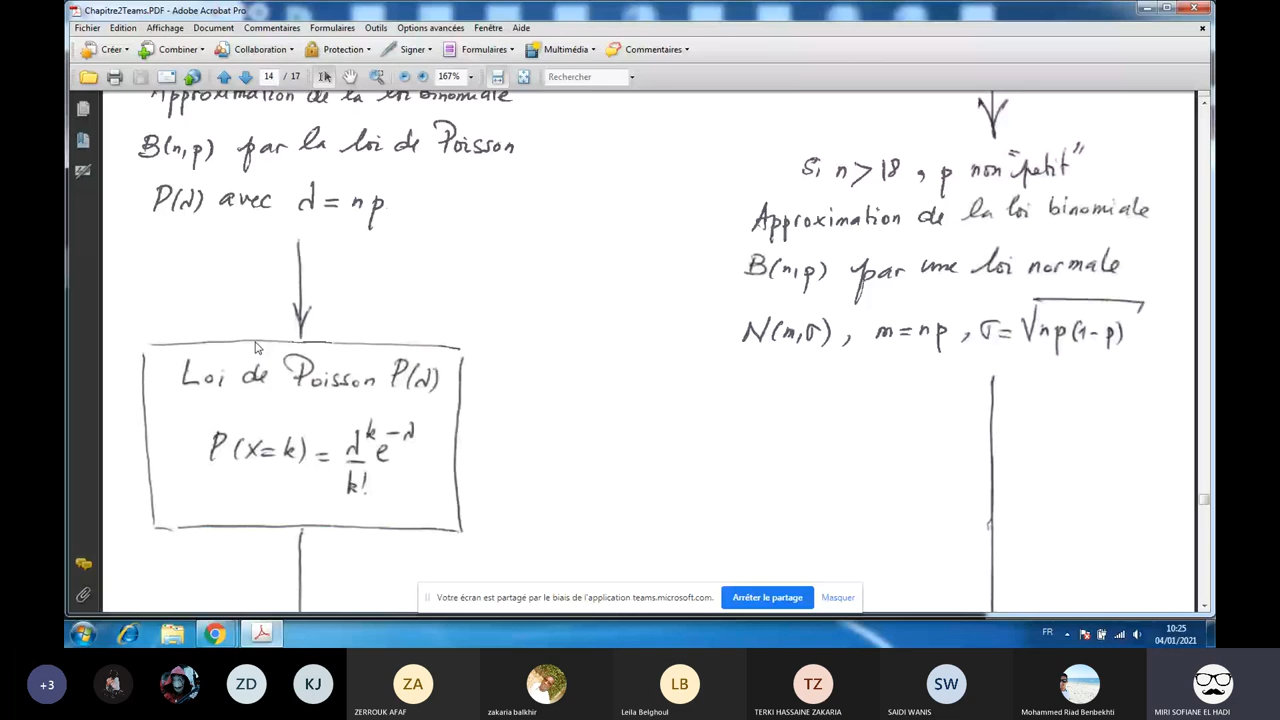 Chapitre2Teams.PDF - Adobe Acrobat Pro
Fichier Edition Affichage Document Commentaires Formulaires Outils Options avancées Fenêtre Aide
Créer Combiner Collaboration Protection Signer Formulaires Multimédia Commentaires
14 / 17 167% Rechercher
Approximation de la loi binomiale
B(n,p) par la loi de Poisson
P(λ) avec λ = np
Loi de Poisson P(λ)
P(X=k) = λ^k/k! e^-λ
Si n > 18, p non "petit"
Approximation de la loi binomiale
B(n,p) par une loi normale
N(m,σ), m = np, σ = √np(1-p)
Votre écran est partagé par le biais de l'application teams.microsoft.com. Arrêter le partage Masquer
FR 10:25
04/01/2021
+3 ZD KJ ZA LB TZ SW
ZERROUK AFAF zakaria balkhir Leila Belghoul TERKI HASSAINE ZAKARIA SAIDI WANIS Mohammed Riad Benbekhti MIRI SOFIANE EL HADI